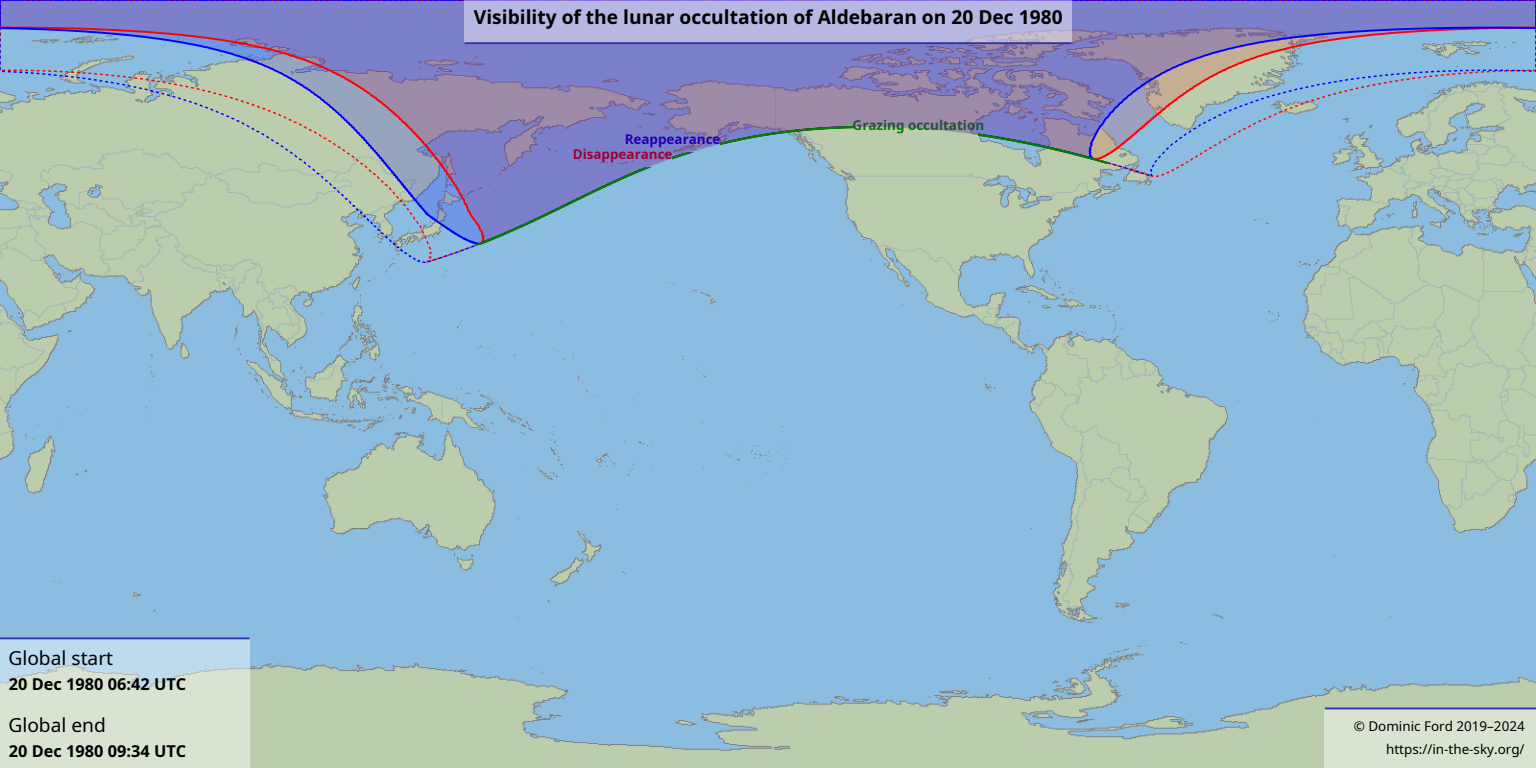 Visibility of the lunar occultation of Aldebaran on 20 Dec 1980
Grazing occultation
Reappearance
Disappearance
Global start
20 Dec 1980 06:42 UTC
Global end
20 Dec 1980 09:34 UTC
© Dominic Ford 2019–2024
https://in-the-sky.org/